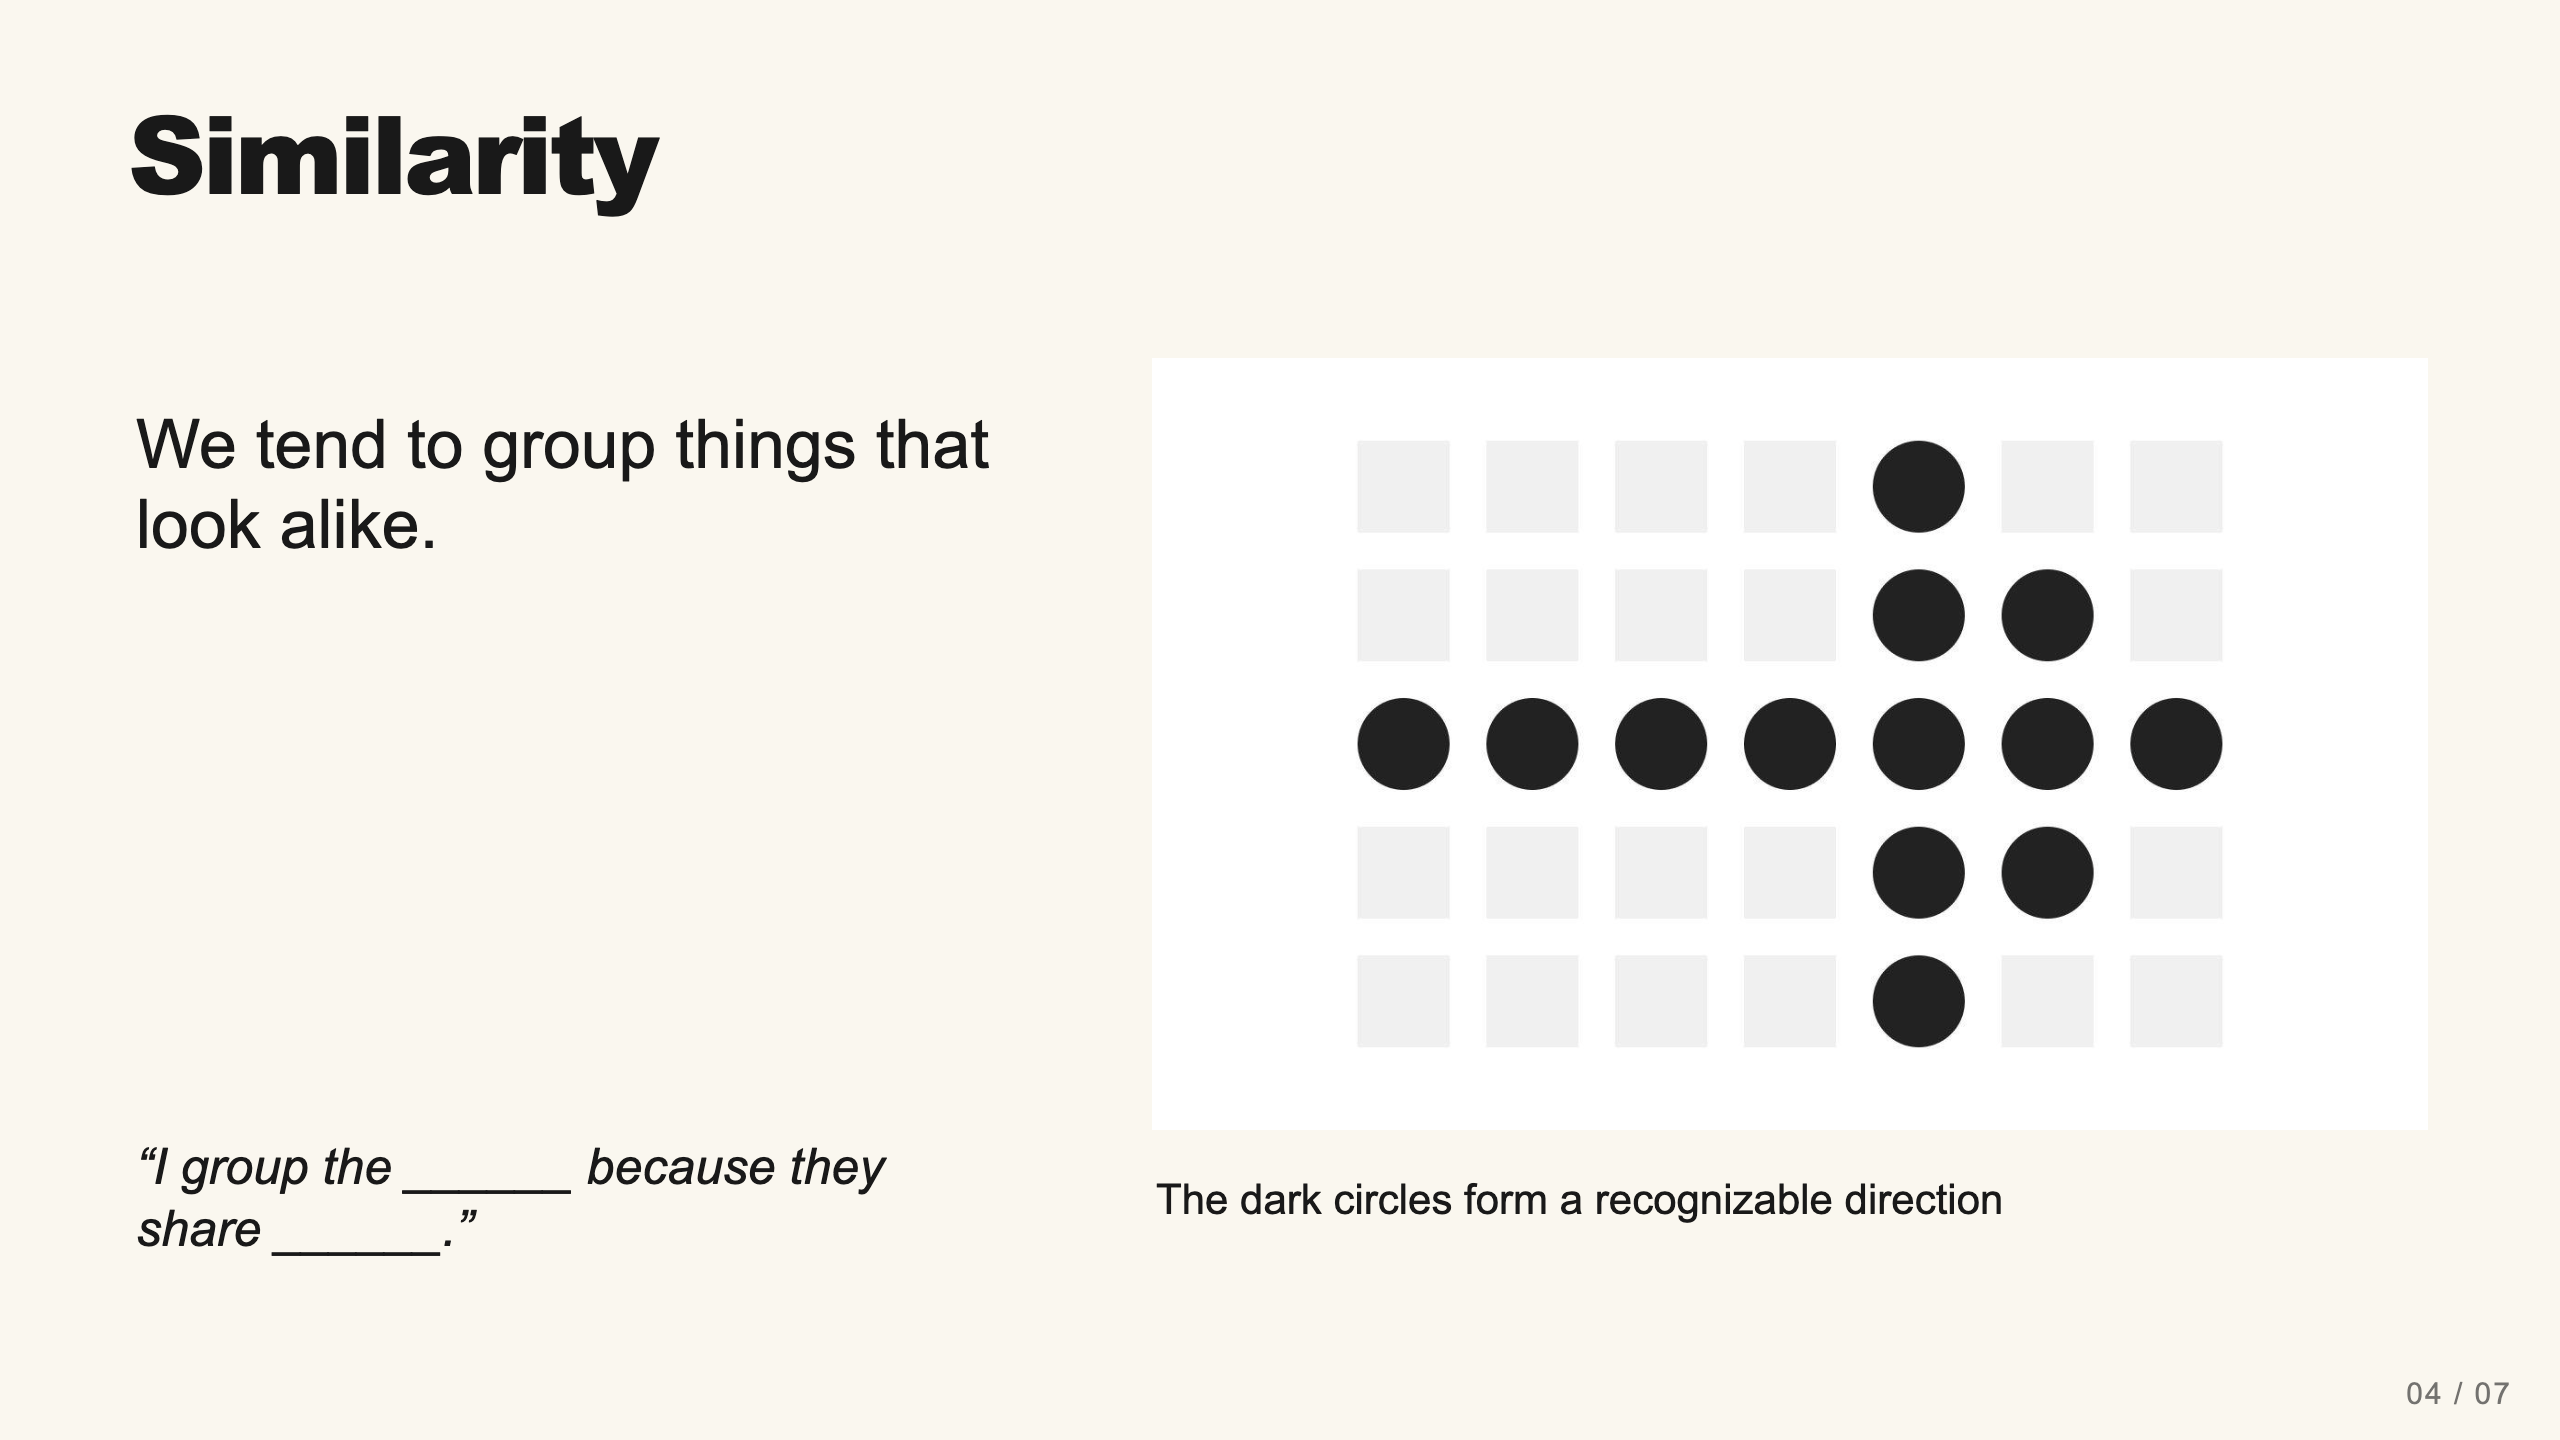 Similarity
We tend to group things that
look alike.
“I group the ______ because they
share ______.”
The dark circles form a recognizable direction
04 / 07